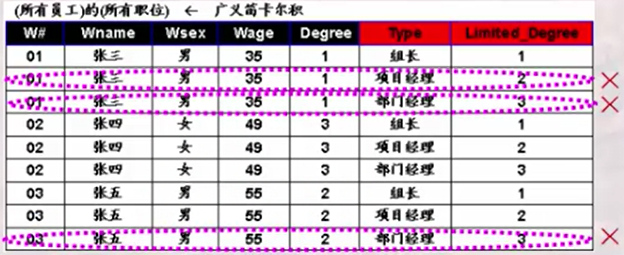 (所有员工)的(所有职位) ← 广义笛卡尔积
W# Wname Wsex Wage Degree Type Limited_Degree
01 张三 男 35 1 组长 1
01 张三 男 35 1 项目经理 2 ×
01 张三 男 35 1 部门经理 3 ×
02 张四 女 49 3 组长 1
02 张四 女 49 3 项目经理 2
02 张四 女 49 3 部门经理 3
03 张五 男 55 2 组长 1
03 张五 男 55 2 项目经理 2
03 张五 男 55 2 部门经理 3 ×